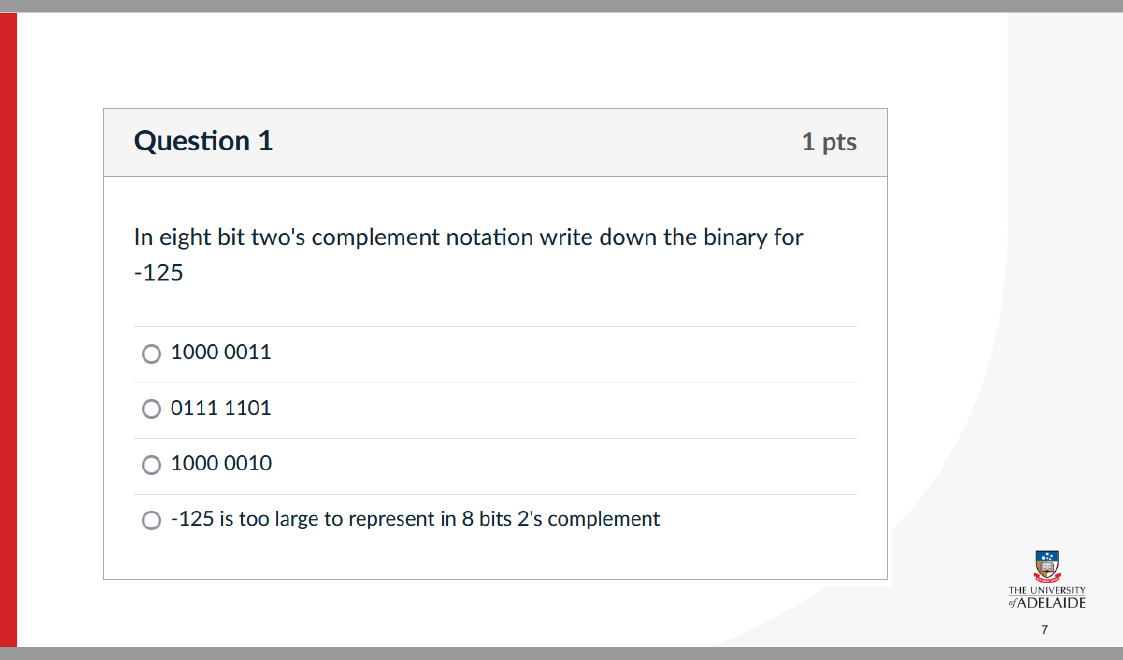 Question 1
1 pts
In eight bit two's complement notation write down the binary for
-125
1000 0011
0111 1101
1000 0010
-125 is too large to represent in 8 bits 2's complement
THE UNIVERSITY
of ADELAIDE
7